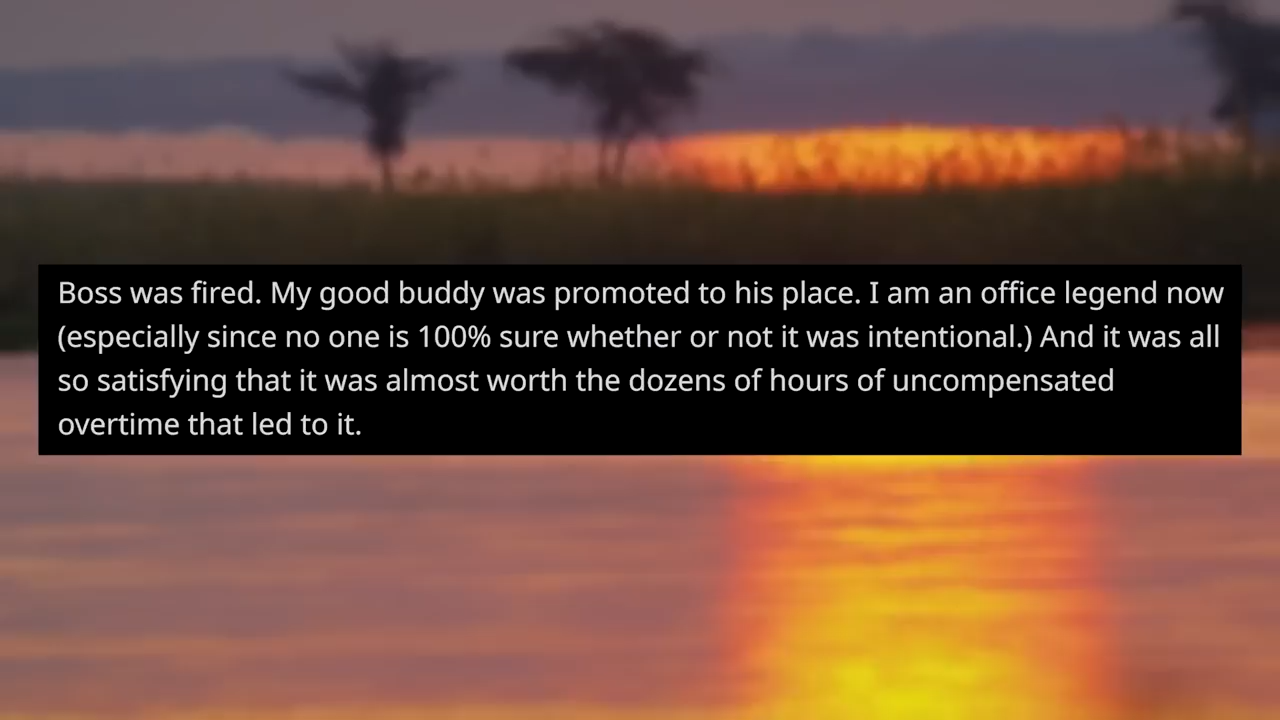 Boss was fired. My good buddy was promoted to his place. I am an office legend now
(especially since no one is 100% sure whether or not it was intentional.) And it was all
so satisfying that it was almost worth the dozens of hours of uncompensated
overtime that led to it.